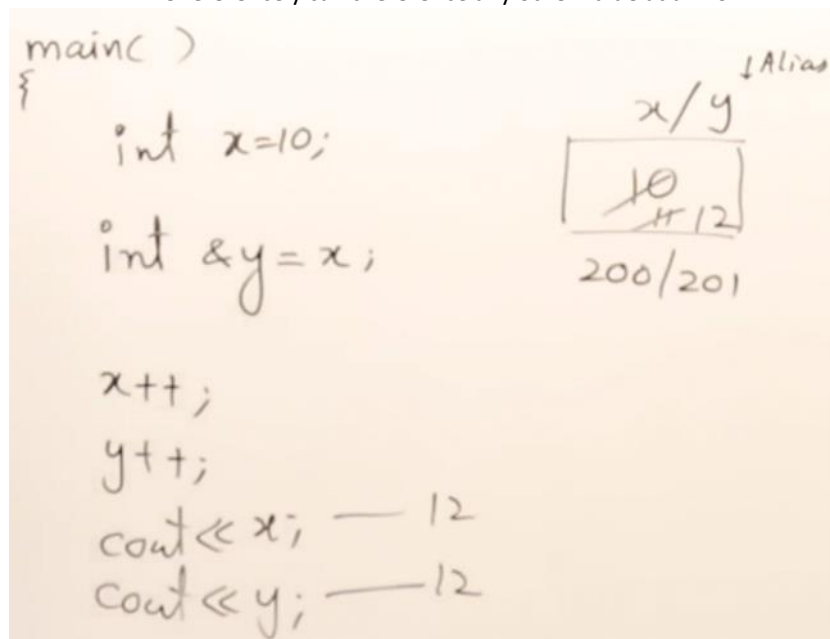 main( )
{
int x=10;
int &y=x;
x++;
y++;
cout<<x; — 12
cout<<y; — 12
↓Alias
x/y
10
11 12
200/201